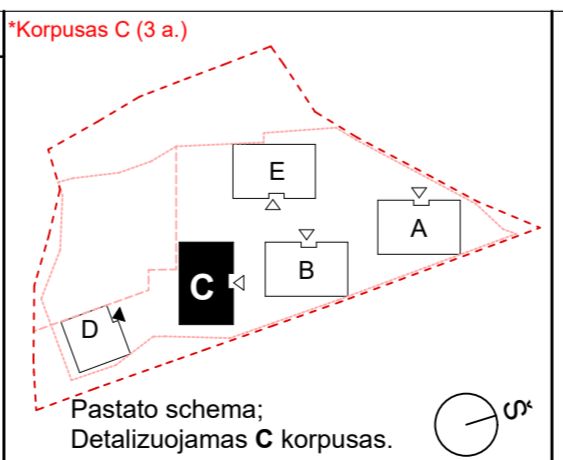 *Korpusas C (3 a.)
E
A
B
C
D
Pastato schema;
Detalizuojamas C korpusas.
Š